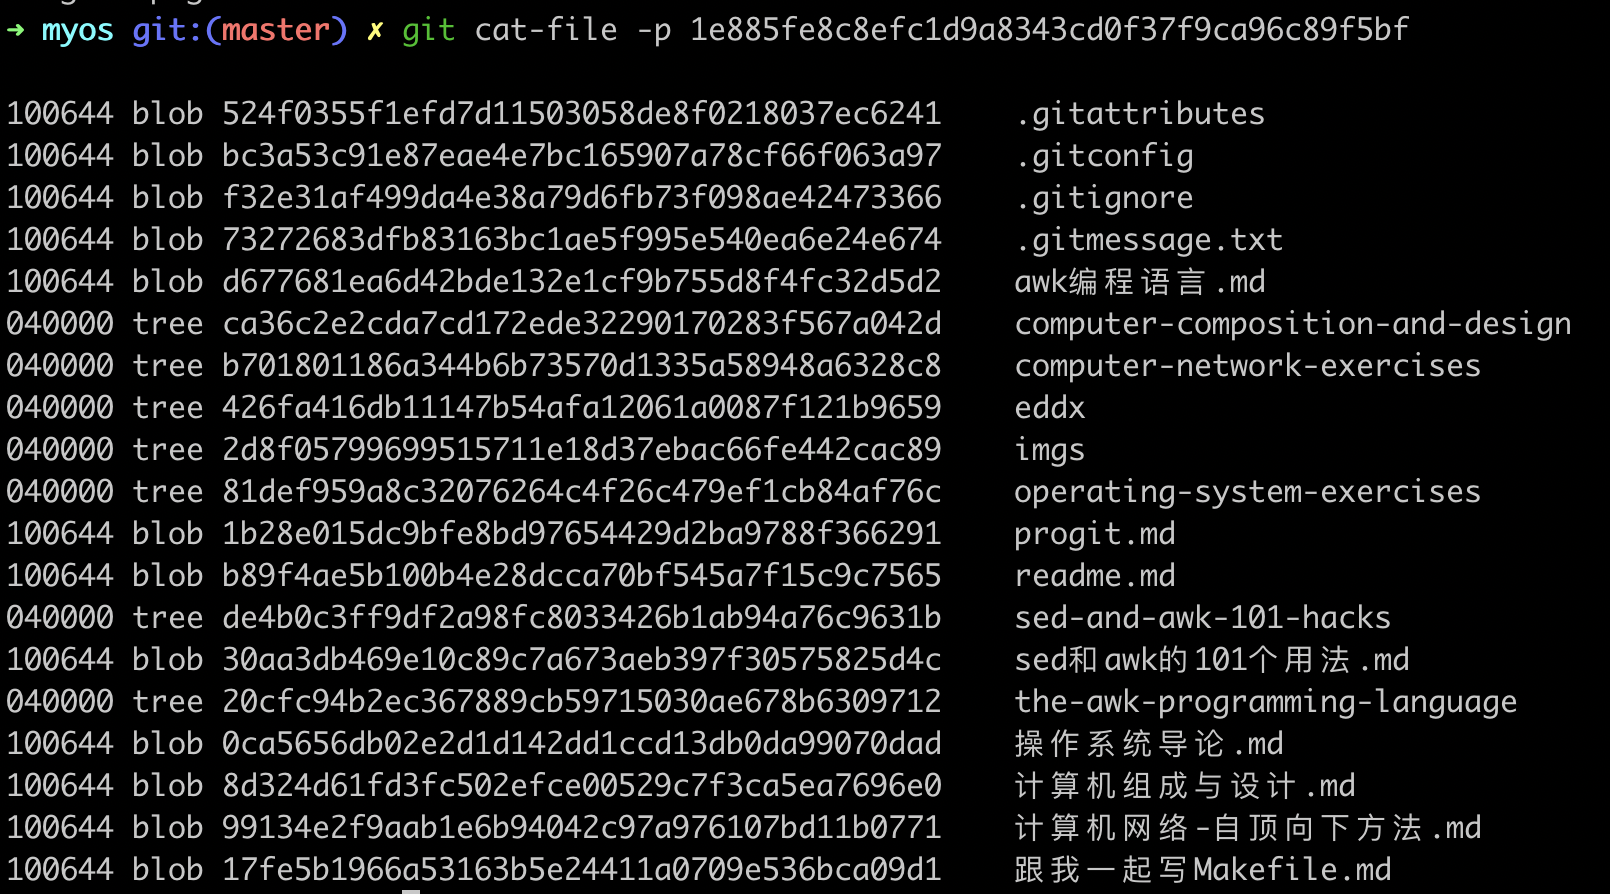 ➜ myos git:(master) ✗ git cat-file -p 1e885fe8c8efc1d9a8343cd0f37f9ca96c89f5bf
100644 blob 524f0355f1efd7d11503058de8f0218037ec6241    .gitattributes
100644 blob bc3a53c91e87eae4e7bc165907a78cf66f063a97    .gitconfig
100644 blob f32e31af499da4e38a79d6fb73f098ae42473366    .gitignore
100644 blob 73272683dfb83163bc1ae5f995e540ea6e24e674    .gitmessage.txt
100644 blob d677681ea6d42bde132e1cf9b755d8f4fc32d5d2    awk编程语言.md
040000 tree ca36c2e2cda7cd172ede32290170283f567a042d    computer-composition-and-design
040000 tree b701801186a344b6b73570d1335a58948a6328c8    computer-network-exercises
040000 tree 426fa416db11147b54afa12061a0087f121b9659    eddx
040000 tree 2d8f05799699515711e18d37ebac66fe442cac89    imgs
040000 tree 81def959a8c32076264c4f26c479ef1cb84af76c    operating-system-exercises
100644 blob 1b28e015dc9bfe8bd97654429d2ba9788f366291    progit.md
100644 blob b89f4ae5b100b4e28dcca70bf545a7f15c9c7565    readme.md
040000 tree de4b0c3ff9df2a98fc8033426b1ab94a76c9631b    sed-and-awk-101-hacks
100644 blob 30aa3db469e10c89c7a673aeb397f30575825d4c    sed和awk的101个用法.md
040000 tree 20cfc94b2ec367889cb59715030ae678b6309712    the-awk-programming-language
100644 blob 0ca5656db02e2d1d142dd1ccd13db0da99070dad    操作系统导论.md
100644 blob 8d324d61fd3fc502efce00529c7f3ca5ea7696e0    计算机组成与设计.md
100644 blob 99134e2f9aab1e6b94042c97a976107bd11b0771    计算机网络-自顶向下方法.md
100644 blob 17fe5b1966a53163b5e24411a0709e536bca09d1    跟我一起写Makefile.md